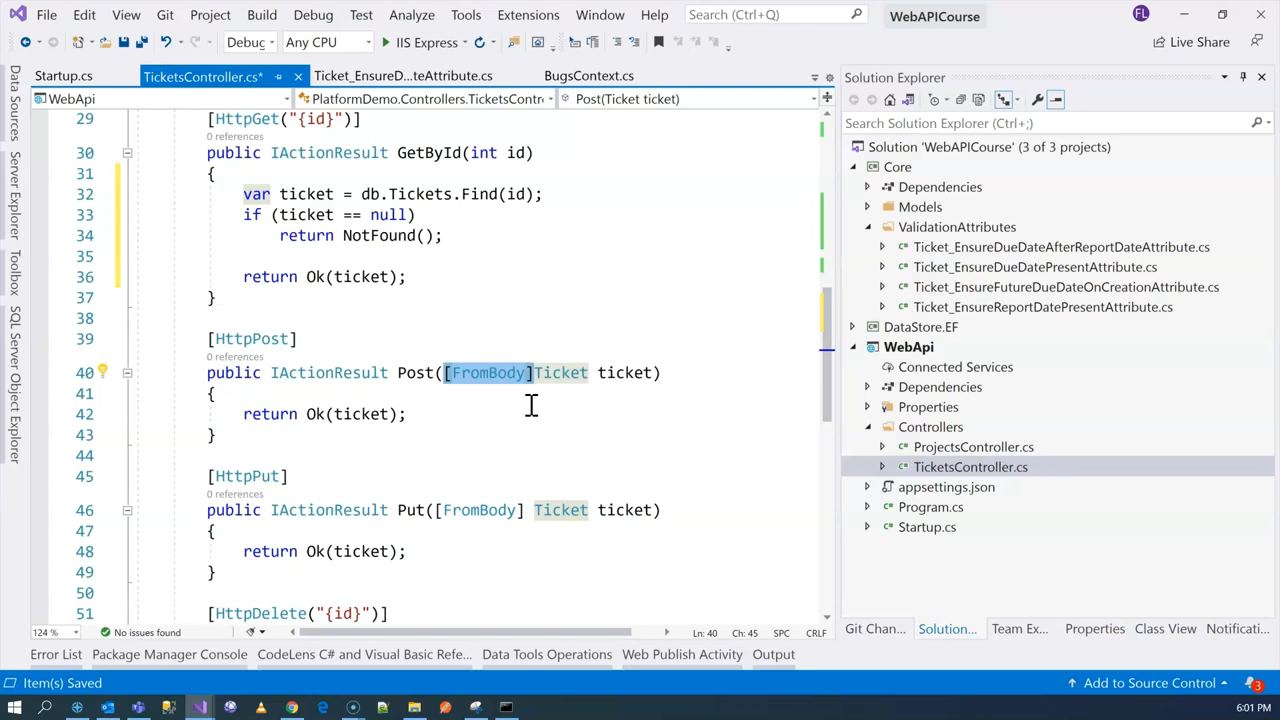 File Edit View Git Project Build Debug Test Analyze Tools Extensions Window Help Search (Ctrl+Q) WebAPICourse FL
Debug Any CPU IIS Express Live Share
Startup.cs TicketsController.cs* Ticket_EnsureD...teAttribute.cs BugsContext.cs
WebApi PlatformDemo.Controllers.TicketsContr Post(Ticket ticket)
29 [HttpGet("{id}")]
0 references
30 public IActionResult GetById(int id)
31 {
32 var ticket = db.Tickets.Find(id);
33 if (ticket == null)
34 return NotFound();
35
36 return Ok(ticket);
37 }
38
39 [HttpPost]
0 references
40 public IActionResult Post([FromBody]Ticket ticket)
41 {
42 return Ok(ticket);
43 }
44
45 [HttpPut]
0 references
46 public IActionResult Put([FromBody] Ticket ticket)
47 {
48 return Ok(ticket);
49 }
50
51 [HttpDelete("{id}")]
124 % No issues found Ln: 40 Ch: 45 SPC CRLF
Data Sources
Server Explorer
Toolbox
SQL Server Object Explorer
Solution Explorer
Search Solution Explorer (Ctrl+;)
Solution 'WebAPICourse' (3 of 3 projects)
Core
Dependencies
Models
ValidationAttributes
Ticket_EnsureDueDateAfterReportDateAttribute.cs
Ticket_EnsureDueDatePresentAttribute.cs
Ticket_EnsureFutureDueDateOnCreationAttribute.cs
Ticket_EnsureReportDatePresentAttribute.cs
DataStore.EF
WebApi
Connected Services
Dependencies
Properties
Controllers
ProjectsController.cs
TicketsController.cs
appsettings.json
Program.cs
Startup.cs
Git Chan... Solution... Team Ex... Properties Class View Notificati...
Error List Package Manager Console CodeLens C# and Visual Basic Refe... Data Tools Operations Web Publish Activity Output
Item(s) Saved Add to Source Control 3
6:01 PM